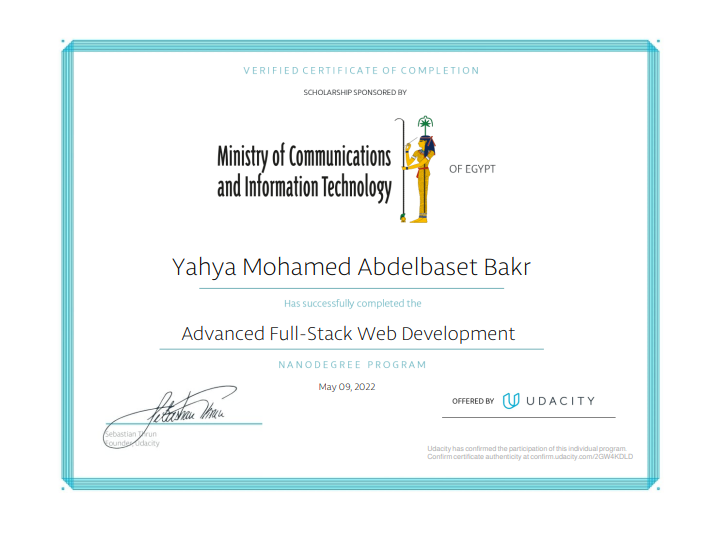 VERIFIED CERTIFICATE OF COMPLETION
SCHOLARSHIP SPONSORED BY
Ministry of Communications
and Information Technology
OF EGYPT
Yahya Mohamed Abdelbaset Bakr
Has successfully completed the
Advanced Full-Stack Web Development
NANODEGREE PROGRAM
May 09, 2022
OFFERED BY UDACITY
Sebastian Thrun
Sebastian Thrun
Founder, Udacity
Udacity has confirmed the participation of this individual program.
Confirm certificate authenticity at confirm.udacity.com/2GW4KDLD